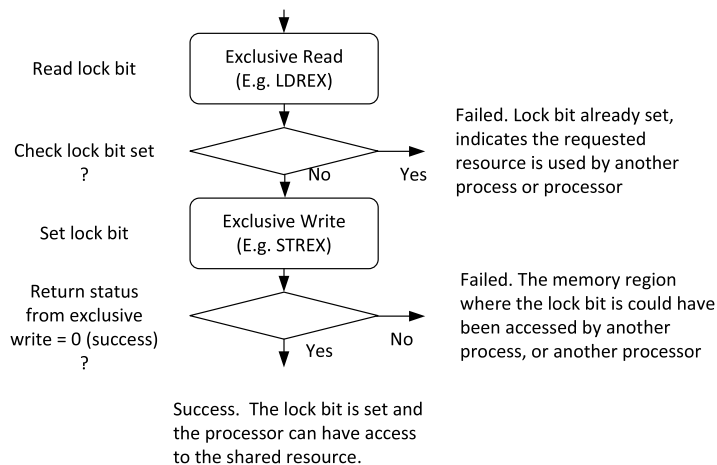 Exclusive Read
(E.g. LDREX)
Read lock bit
Failed. Lock bit already set,
indicates the requested
resource is used by another
process or processor
Check lock bit set
?
No
Yes
Exclusive Write
(E.g. STREX)
Set lock bit
Return status
from exclusive
write = 0 (success)
?
Failed. The memory region
where the lock bit is could have
been accessed by another
process, or another processor
Yes
No
Success.  The lock bit is set and
the processor can have access
to the shared resource.